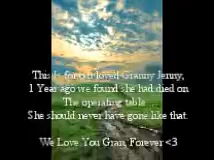 This is for our loved Granny Jenny,
1 Year ago we found she had died on
The operating table
She should never have gone like that.
We Love You Gran, Forever <3